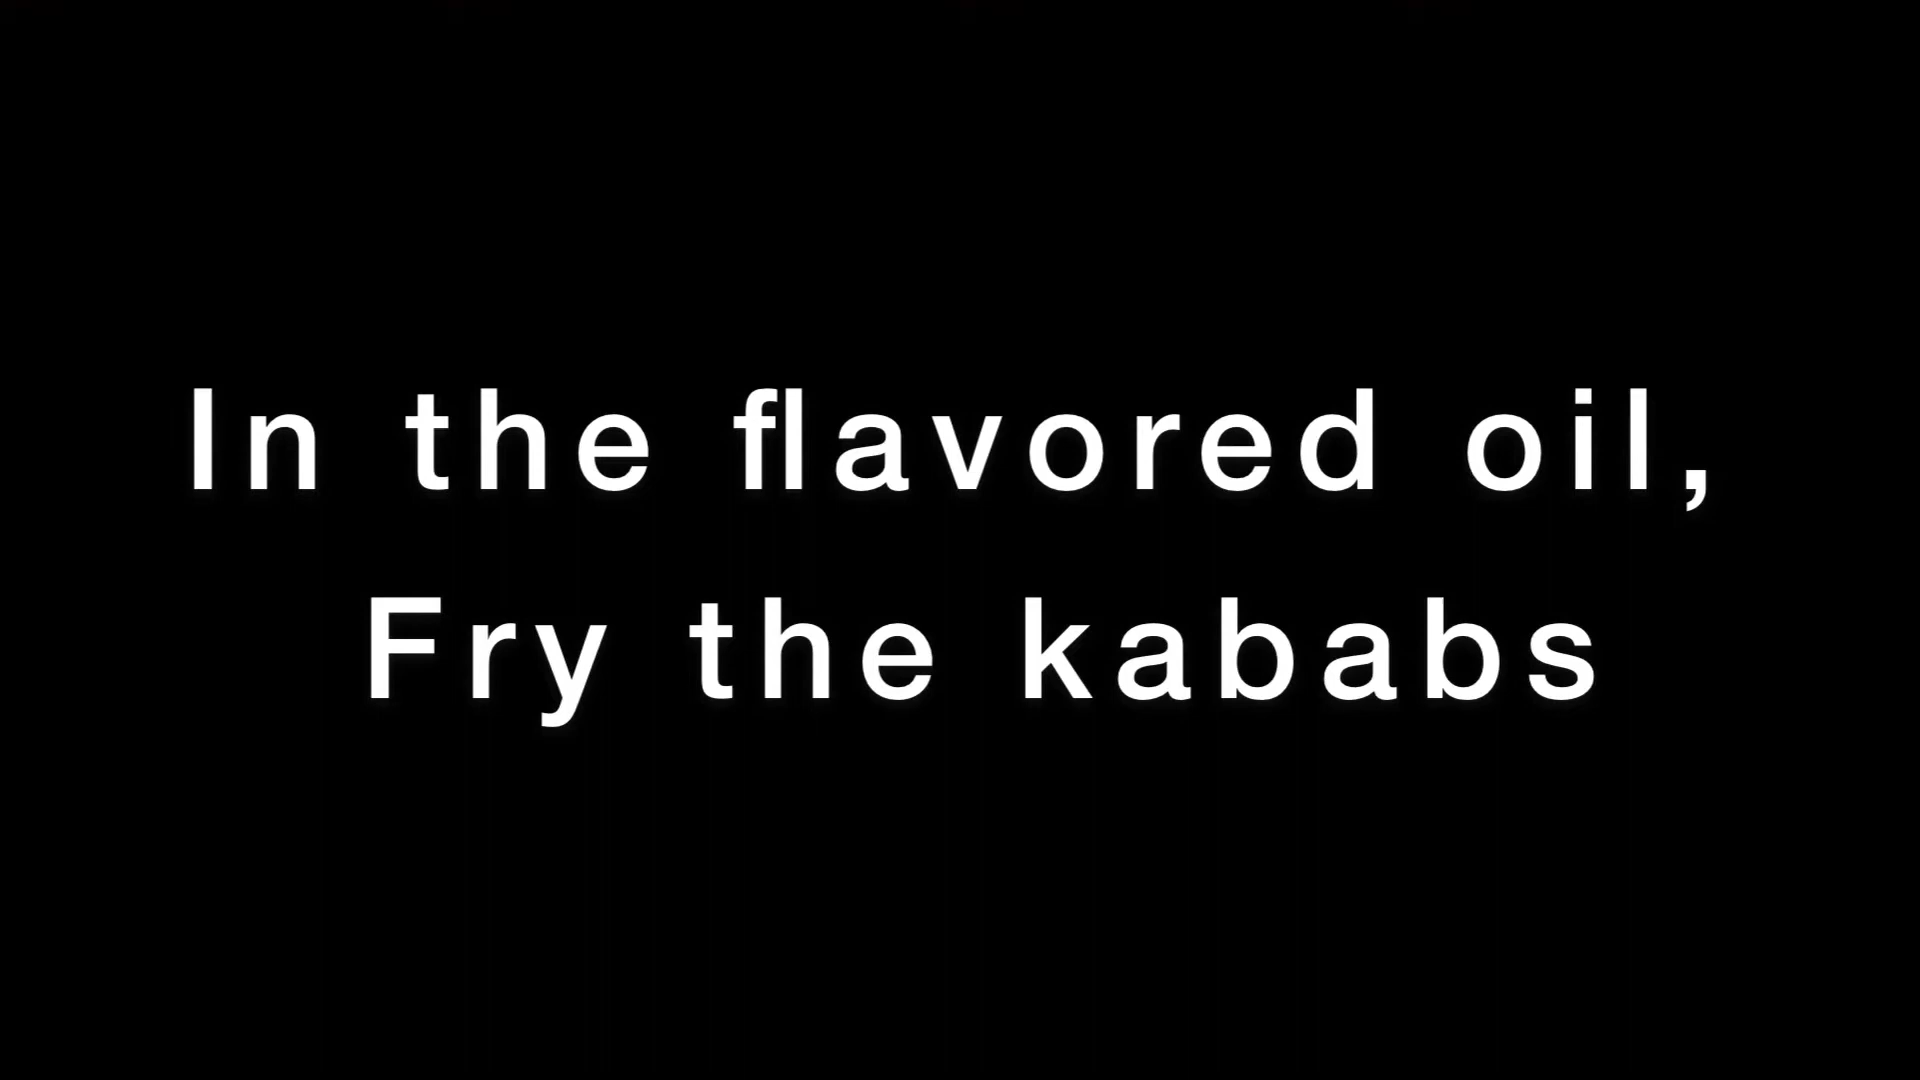 In the flavored oil,
Fry the kababs